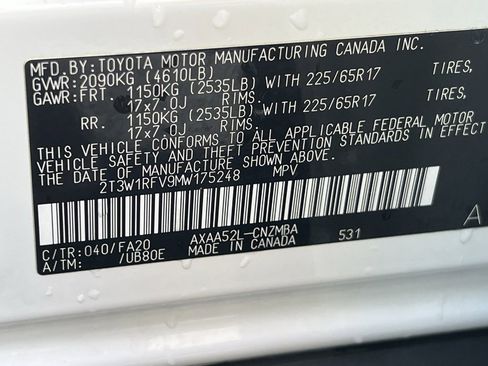 MFD.BY:TOYOTA MOTOR MANUFACTURING CANADA INC.
GVWR:2090KG (4610LB)
GAWR:FRT. 1150KG (2535LB) WITH 225/65R17 TIRES,
17x7.0J RIMS.
RR. 1150KG (2535LB) WITH 225/65R17 TIRES,
17x7.0J RIMS.
THIS VEHICLE CONFORMS TO ALL APPLICABLE FEDERAL MOTOR
VEHICLE SAFETY, BUMPER, AND THEFT PREVENTION STANDARDS IN EFFECT ON
THE DATE OF MANUFACTURE SHOWN ABOVE.
2T3W1RFV9MW175248 MPV
A
C/TR:040/FA20 AXAA52L-CNZMBA 531
A/TM: /UB80E MADE IN CANADA